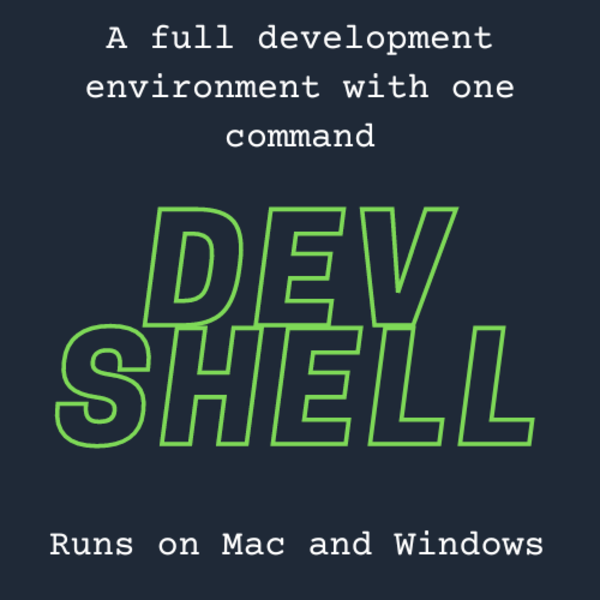 A full development
environment with one
command
DEV
SHELL
Runs on Mac and Windows